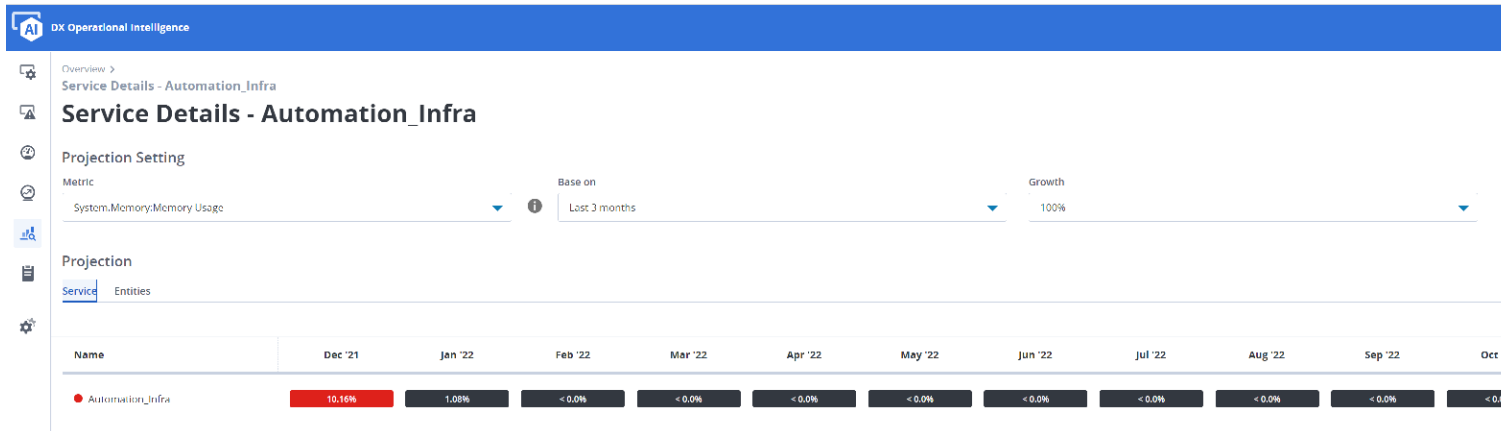 AI DX Operational Intelligence
Overview >
Service Details - Automation_Infra
Service Details - Automation_Infra
Projection Setting
Metric Base on Growth
System.Memory:Memory Usage i Last 3 months 100%
Projection
Service Entities
Name Dec '21 Jan '22 Feb '22 Mar '22 Apr '22 May '22 Jun '22 Jul '22 Aug '22 Sep '22 Oct
Automation_Infra 10.16% 1.08% < 0.0% < 0.0% < 0.0% < 0.0% < 0.0% < 0.0% < 0.0% < 0.0% < 0.